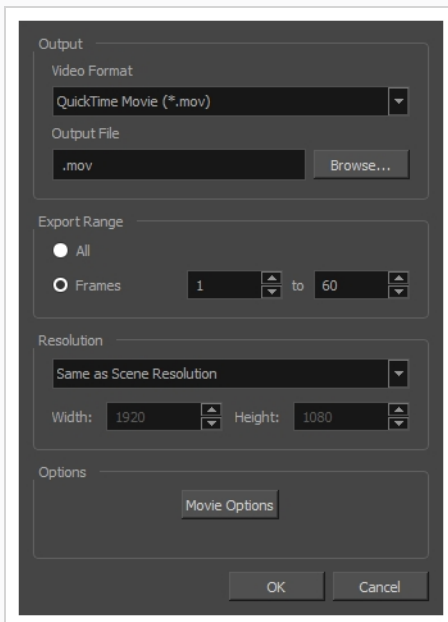 Output
Video Format
QuickTime Movie (*.mov)
Output File
.mov Browse...
Export Range
All
Frames 1 to 60
Resolution
Same as Scene Resolution
Width: 1920 Height: 1080
Options
Movie Options
OK Cancel